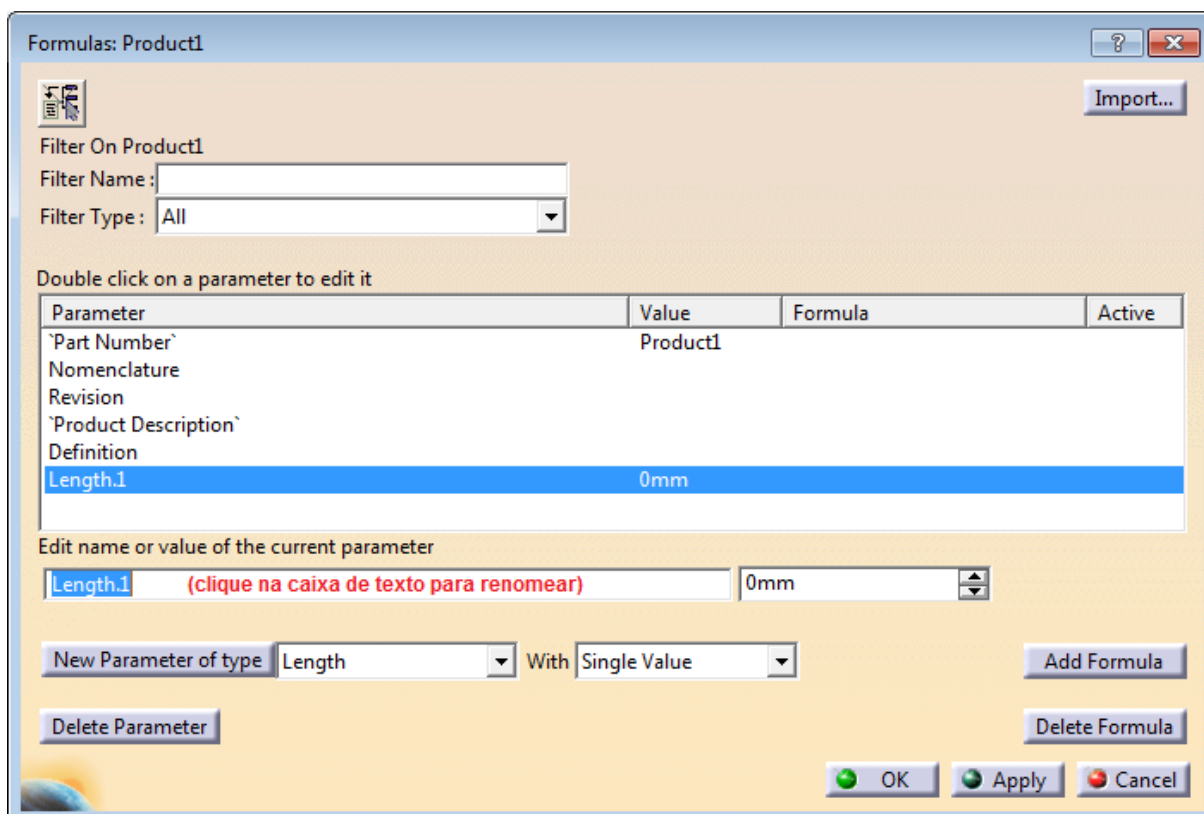 Formulas: Product1
Import...
Filter On Product1
Filter Name :
Filter Type : All
Double click on a parameter to edit it
Parameter Value Formula Active
`Part Number` Product1
Nomenclature
Revision
`Product Description`
Definition
Length.1 0mm
Edit name or value of the current parameter
Length.1 (clique na caixa de texto para renomear) 0mm
New Parameter of type Length With Single Value Add Formula
Delete Parameter Delete Formula
OK Apply Cancel